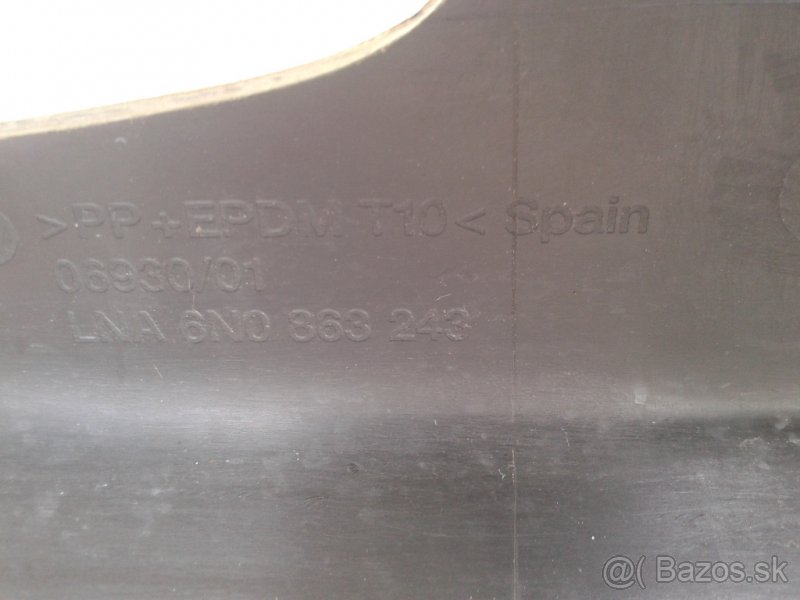 >PP+EPDM T10< Spain
06930/01
LNA 6N0 863 243
@(Bazos.sk